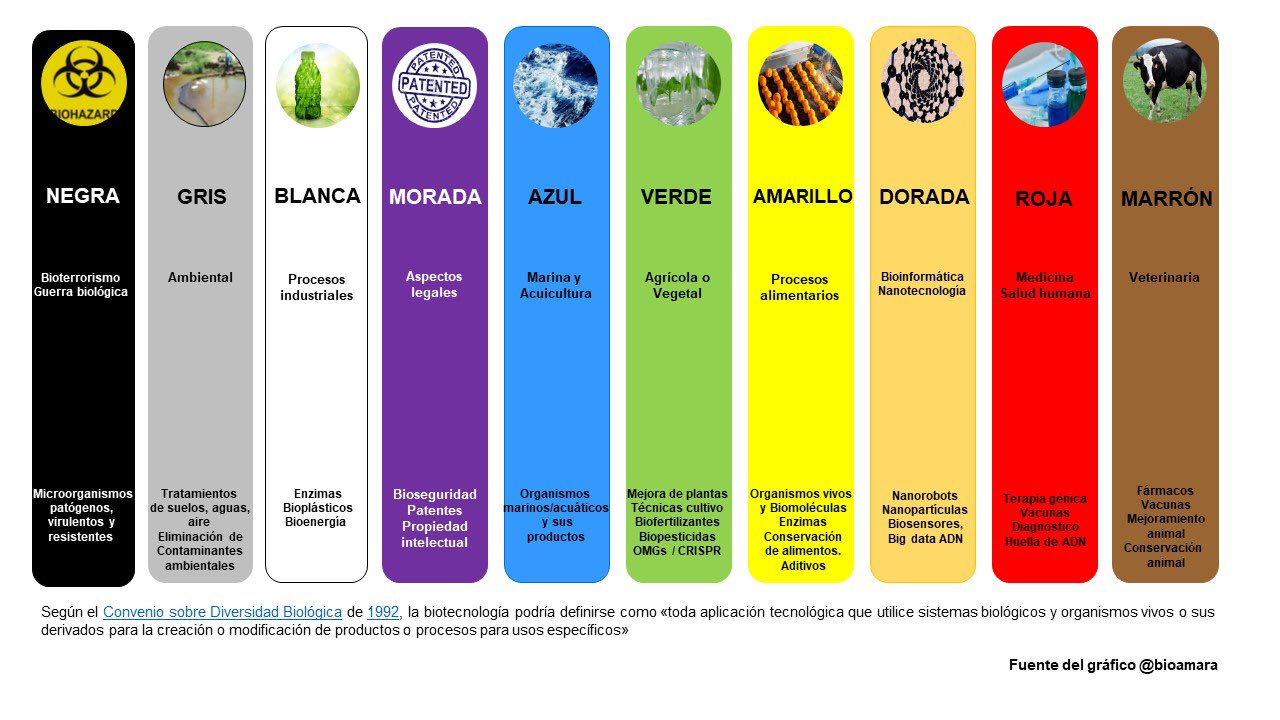 BIOHAZARD
PATENTED
PATENTED
PATENTED
NEGRA
GRIS
BLANCA
MORADA
AZUL
VERDE
AMARILLO
DORADA
ROJA
MARRÓN
Bioterrorismo
Guerra biológica
Ambiental
Procesos
industriales
Aspectos
legales
Marina y
Acuicultura
Agrícola o
Vegetal
Procesos
alimentarios
Bioinformática
Nanotecnología
Medicina
Salud humana
Veterinaria
Microorganismos
patógenos,
virulentos y
resistentes
Tratamientos
de suelos, aguas,
aire
Eliminación de
Contaminantes
ambientales
Enzimas
Bioplásticos
Bioenergía
Bioseguridad
Patentes
Propiedad
intelectual
Organismos
marinos/acuáticos
y sus
productos
Mejora de plantas
Técnicas cultivo
Biofertilizantes
Biopesticidas
OMGs / CRISPR
Organismos vivos
y Biomoléculas
Enzimas
Conservación
de alimentos.
Aditivos
Nanorobots
Nanopartículas
Biosensores,
Big data ADN
Terapia génica
Vacunas
Diagnóstico
Huella de ADN
Fármacos
Vacunas
Mejoramiento
animal
Conservación
animal
Según el Convenio sobre Diversidad Biológica de 1992, la biotecnología podría definirse como «toda aplicación tecnológica que utilice sistemas biológicos y organismos vivos o sus
derivados para la creación o modificación de productos o procesos para usos específicos»
Fuente del gráfico @bioamara